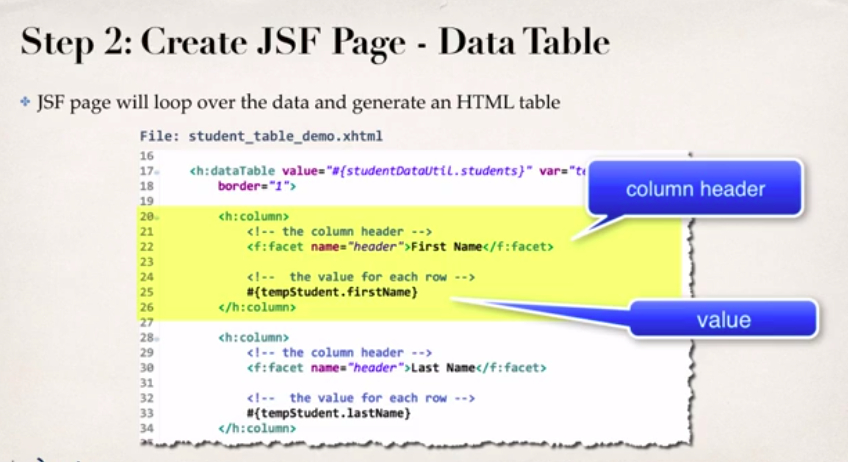 Step 2: Create JSF Page - Data Table
JSF page will loop over the data and generate an HTML table
File: student_table_demo.xhtml
16
17 <h:dataTable value="#{studentDataUtil.students}" var="te
18 border="1">
19
20 <h:column>
21 <!-- the column header -->
22 <f:facet name="header">First Name</f:facet>
23
24 <!-- the value for each row -->
25 #{tempStudent.firstName}
26 </h:column>
27
28 <h:column>
29 <!-- the column header -->
30 <f:facet name="header">Last Name</f:facet>
31
32 <!-- the value for each row -->
33 #{tempStudent.lastName}
34 </h:column>
column header
value